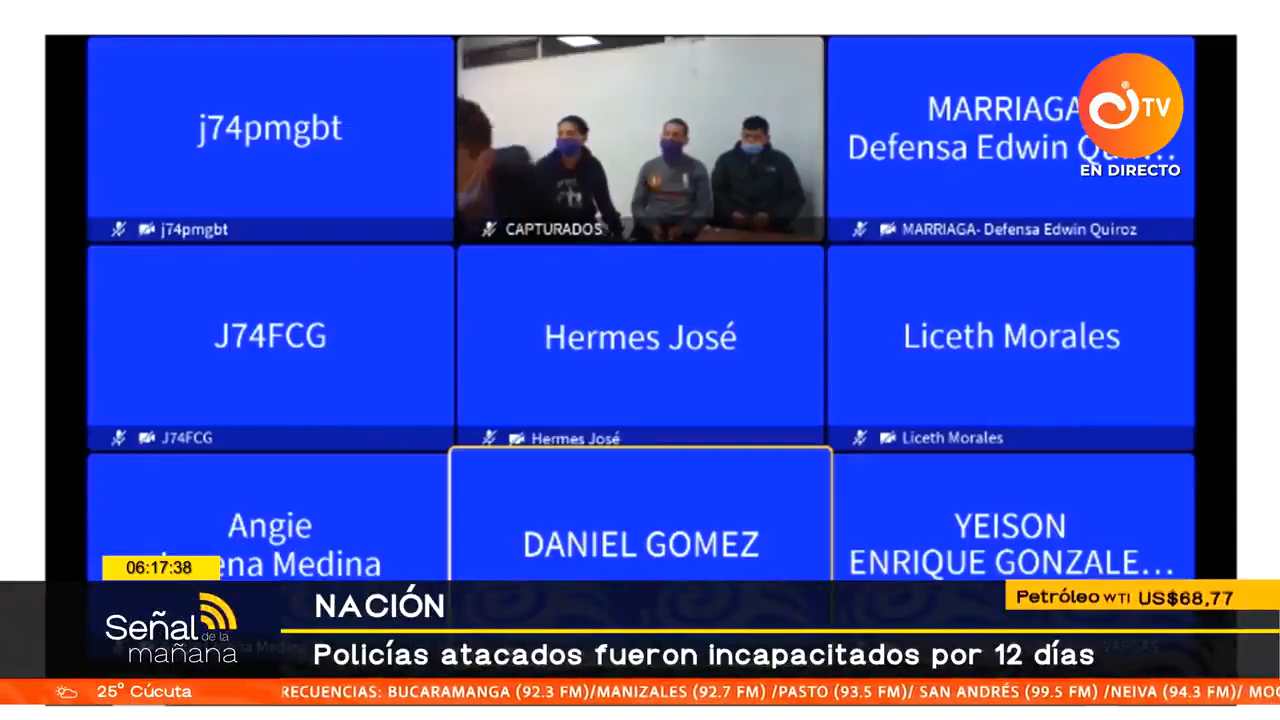 j74pmgbt
j74pmgbt
CAPTURADOS
MARRIAGA
Defensa Edwin
MARRIAGA- Defensa Edwin Quiroz
TV
EN DIRECTO
J74FCG
J74FCG
Hermes José
Hermes José
Liceth Morales
Liceth Morales
Angie
Medina
DANIEL GOMEZ
YEISON
ENRIQUE GONZALE...
06:17:38
Señal
de la
mañana
NACIÓN
Petróleo WTI US$68,77
Policías atacados fueron incapacitados por 12 días
25° Cúcuta
RECUENCIAS: BUCARAMANGA (92.3 FM)/MANIZALES (92.7 FM) /PASTO (93.5 FM)/ SAN ANDRÉS (99.5 FM) /NEIVA (94.3 FM)/ MOC